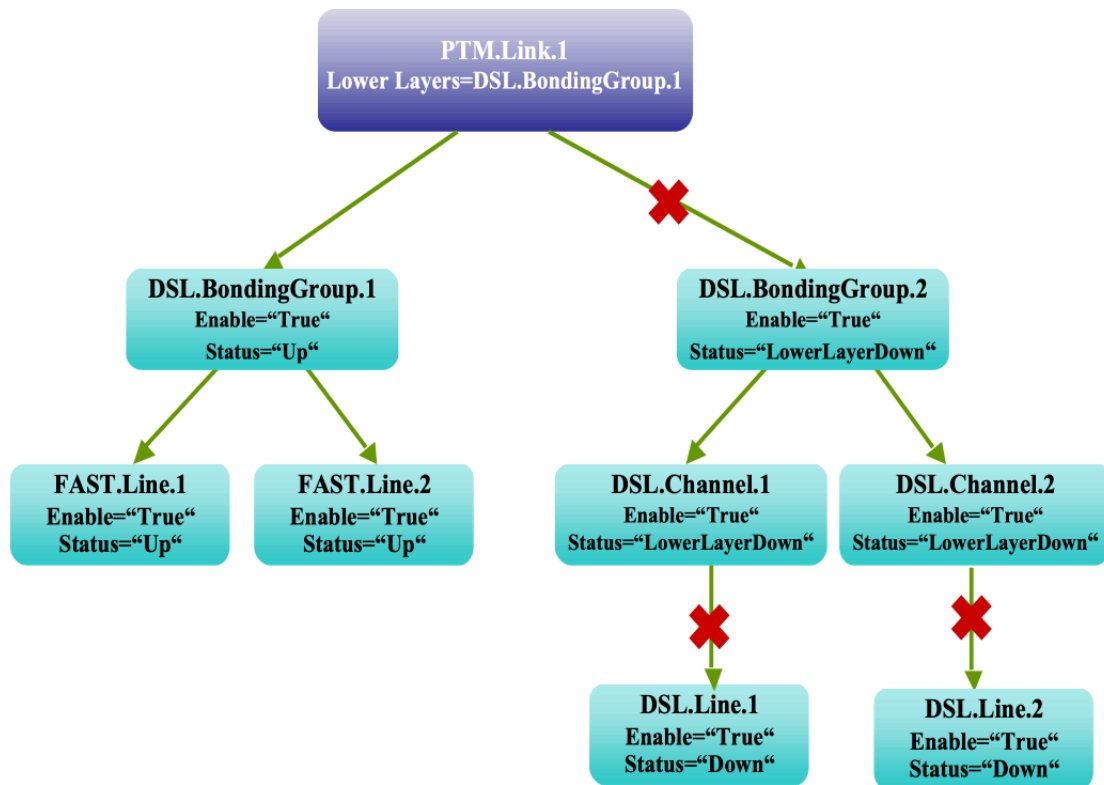 PTM.Link.1
Lower Layers=DSL.BondingGroup.1
DSL.BondingGroup.1
Enable=“True“
Status=“Up“
DSL.BondingGroup.2
Enable=“True“
Status=“LowerLayerDown“
FAST.Line.1
Enable=“True“
Status=“Up“
FAST.Line.2
Enable=“True“
Status=“Up“
DSL.Channel.1
Enable=“True“
Status=“LowerLayerDown“
DSL.Channel.2
Enable=“True“
Status=“LowerLayerDown“
DSL.Line.1
Enable=“True“
Status=“Down“
DSL.Line.2
Enable=“True“
Status=“Down“